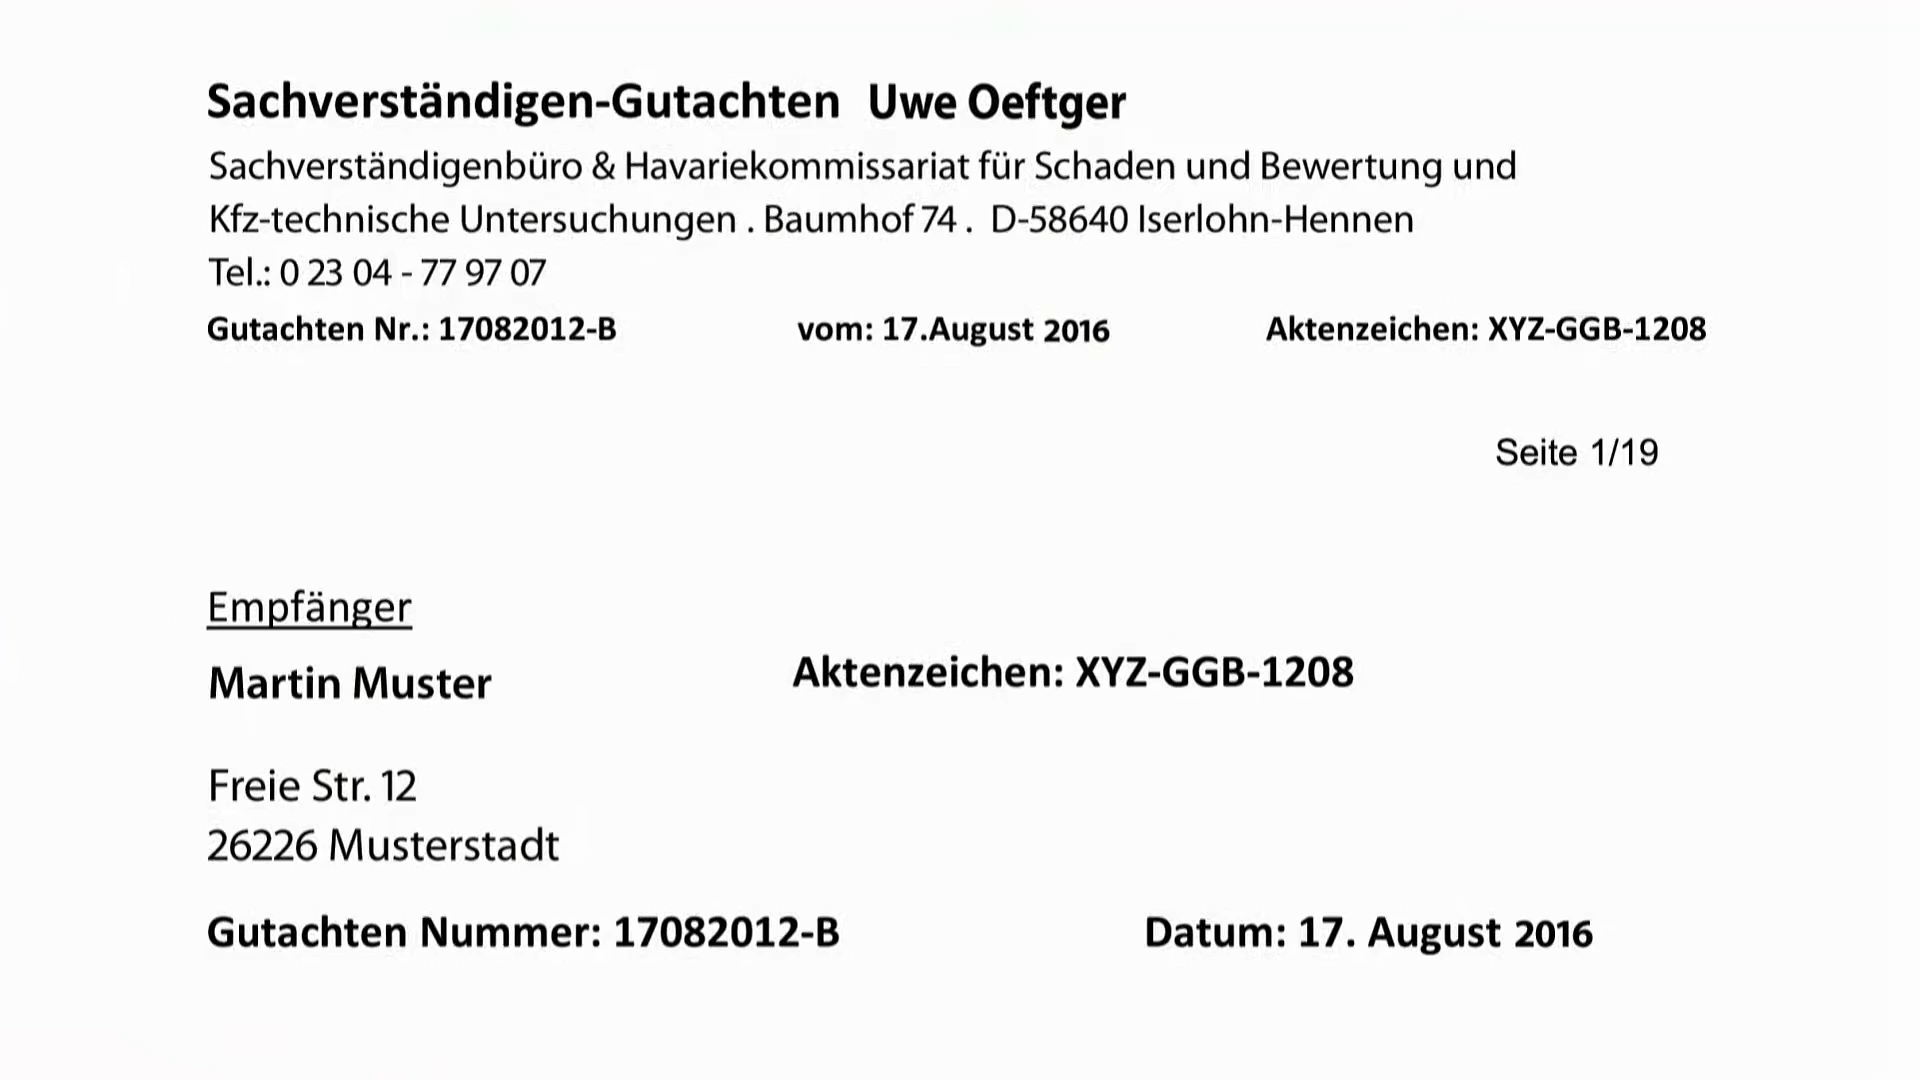 Sachverständigen-Gutachten Uwe Oeftger
Sachverständigenbüro & Havariekommissariat für Schaden und Bewertung und
Kfz-technische Untersuchungen . Baumhof 74 . D-58640 Iserlohn-Hennen
Tel.: 0 23 04 - 77 97 07
Gutachten Nr.: 17082012-B vom: 17.August 2016 Aktenzeichen: XYZ-GGB-1208
Seite 1/19
Empfänger
Martin Muster Aktenzeichen: XYZ-GGB-1208
Freie Str. 12
26226 Musterstadt
Gutachten Nummer: 17082012-B Datum: 17. August 2016